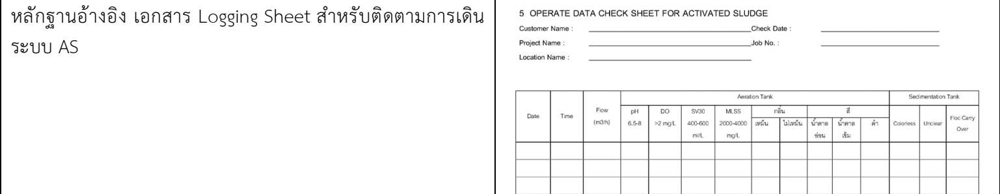 หลักฐานอ้างอิง เอกสาร Logging Sheet สำหรับติดตามการเดิน
ระบบ AS
5 OPERATE DATA CHECK SHEET FOR ACTIVATED SLUDGE
Customer Name : Check Date :
Project Name : Job No. :
Location Name :
Aeration Tank Sedimentation Tank
Date Time Flow (m3/h) pH 6.5-8 DO >2 mg/L SV30 400-600 ml/L MLSS 2000-4000 mg/L กลิ่น สี Colorless Unclear Floc Carry Over
เหม็น ไม่เหม็น น้ำตาลอ่อน น้ำตาลเข้ม ดำ